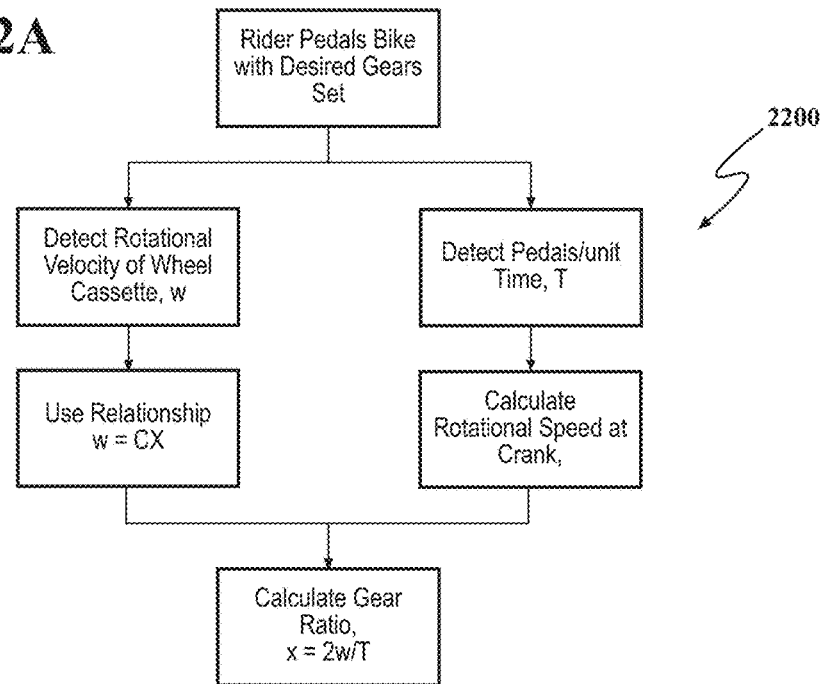 2A
Rider Pedals Bike
with Desired Gears
Set
2200
Detect Rotational
Velocity of Wheel
Cassette, w
Detect Pedals/unit
Time, T
Use Relationship
w = CX
Calculate
Rotational Speed at
Crank,
Calculate Gear
Ratio,
x = 2w/T